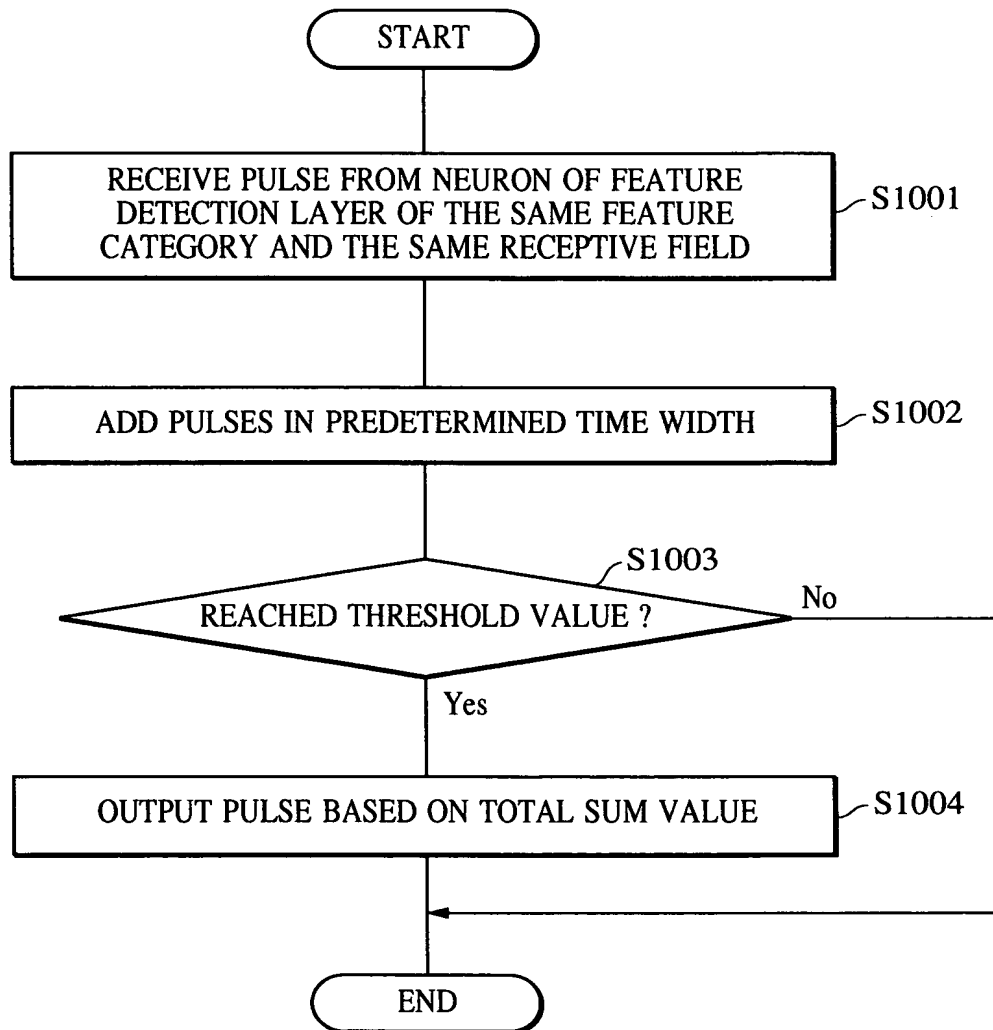 START
RECEIVE PULSE FROM NEURON OF FEATURE
DETECTION LAYER OF THE SAME FEATURE
CATEGORY AND THE SAME RECEPTIVE FIELD
S1001
ADD PULSES IN PREDETERMINED TIME WIDTH
S1002
S1003
REACHED THRESHOLD VALUE ?
No
Yes
OUTPUT PULSE BASED ON TOTAL SUM VALUE
S1004
END